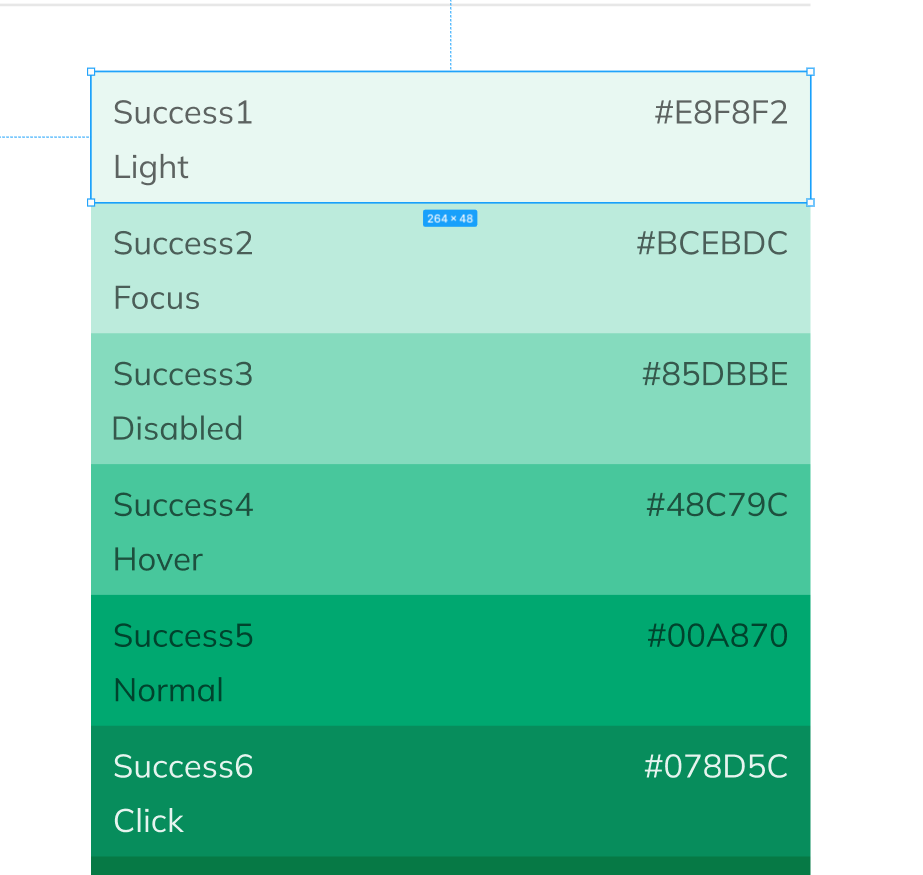 Success1 #E8F8F2
Light
264 × 48
Success2 #BCEBDC
Focus
Success3 #85DBBE
Disabled
Success4 #48C79C
Hover
Success5 #00A870
Normal
Success6 #078D5C
Click